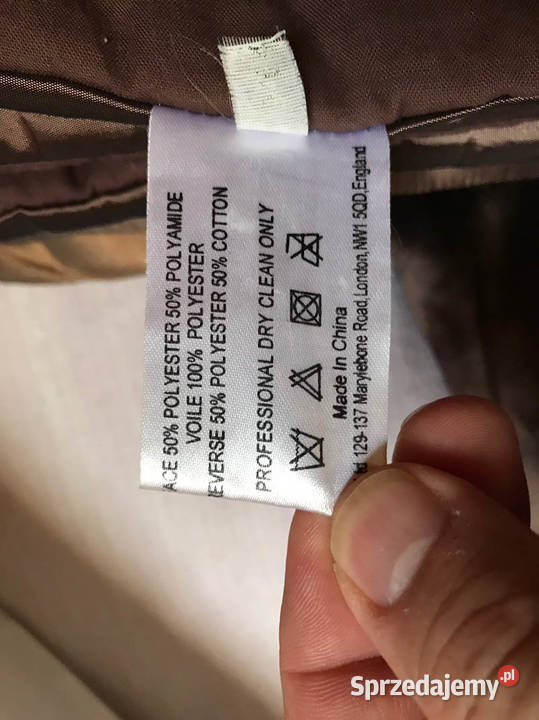 ACE 50% POLYESTER 50% POLYAMIDE
VOILE 100% POLYESTER
EVERSE 50% POLYESTER 50% COTTON
PROFESSIONAL DRY CLEAN ONLY
Made In China
td 129-137 Marylebone Road,London,NW1 5QD,England
Sprzedajemy.pl